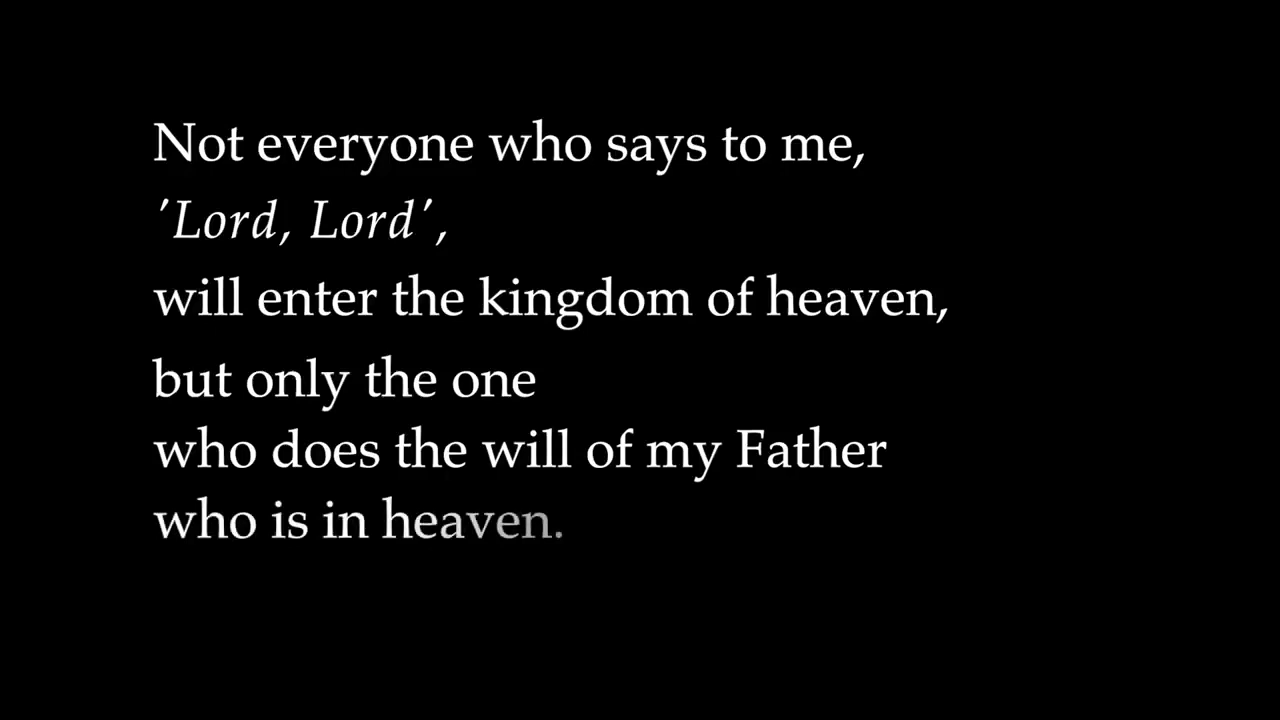 Not everyone who says to me,
'Lord, Lord',
will enter the kingdom of heaven,
but only the one
who does the will of my Father
who is in heaven.